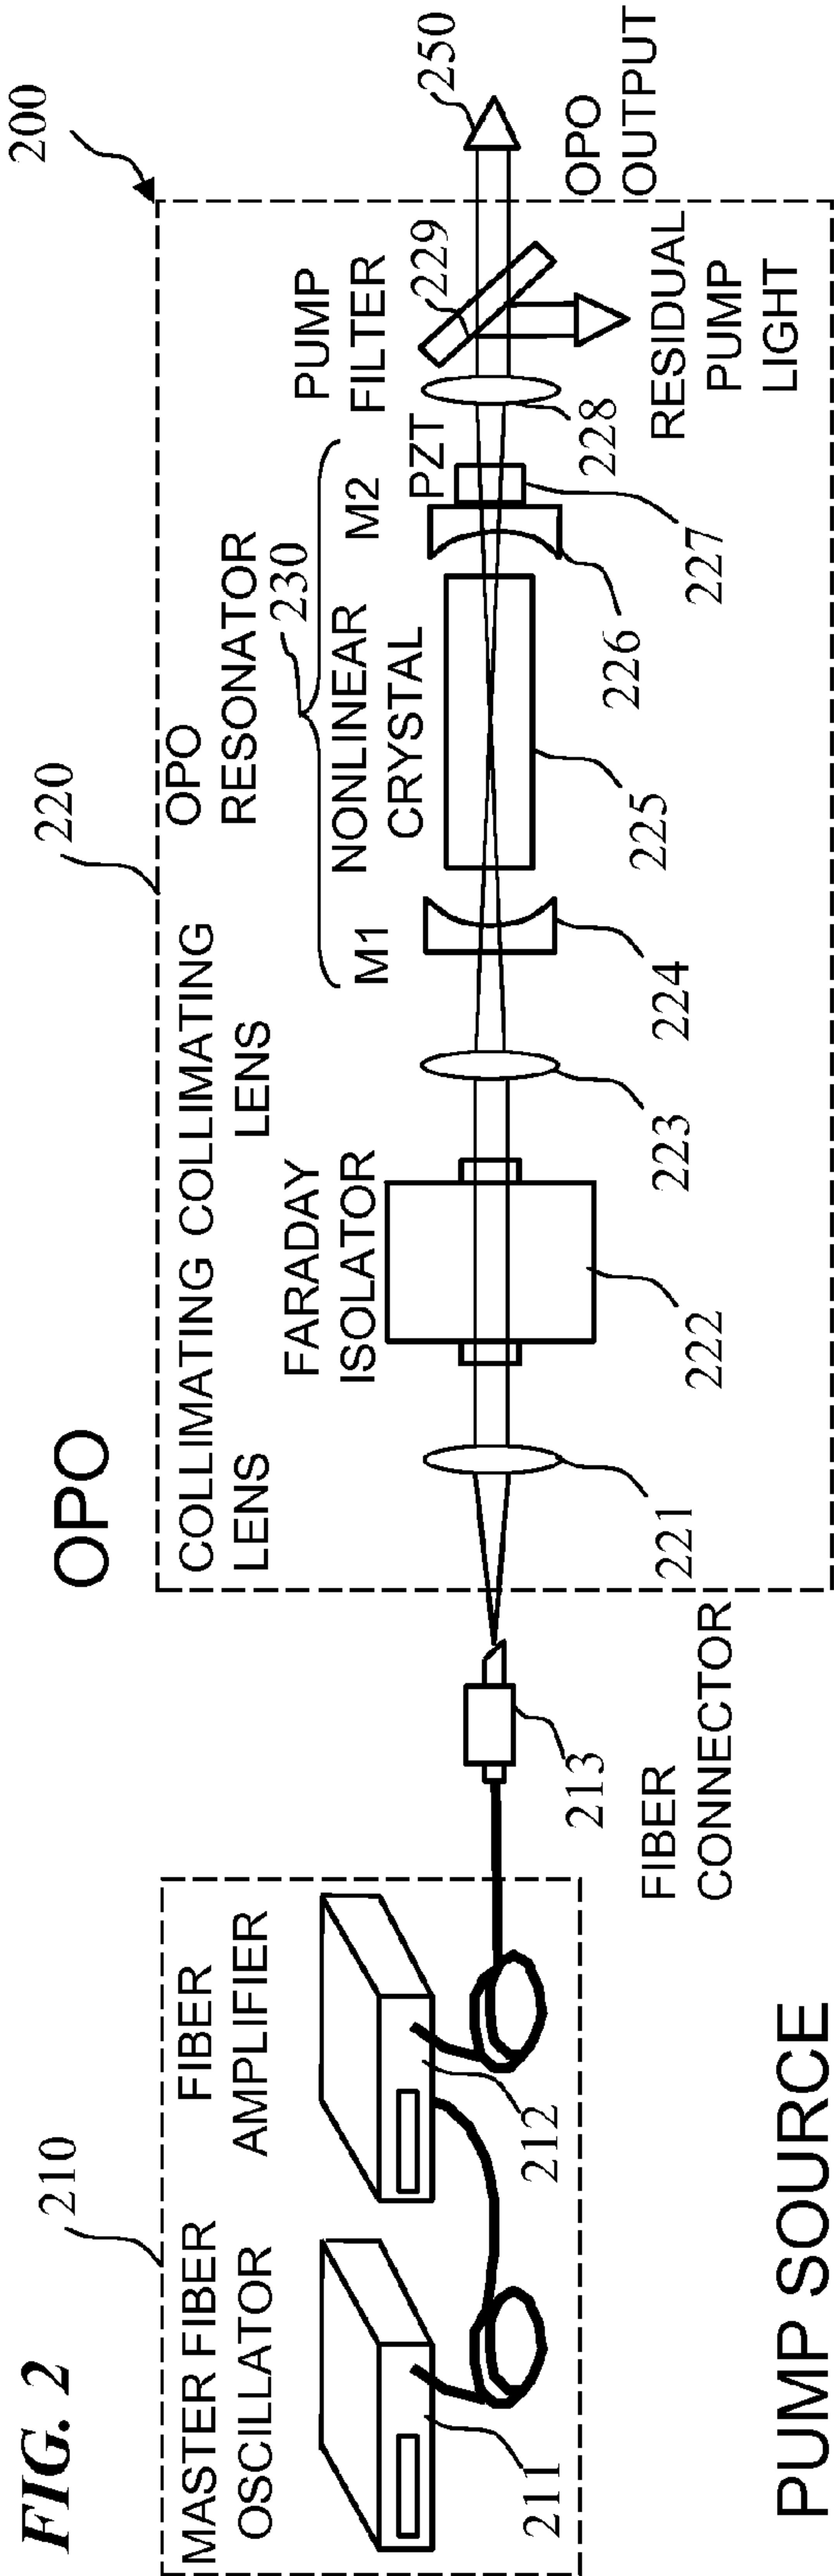 FIG. 2
200
210
220
OPO
MASTER FIBER
OSCILLATOR
FIBER
AMPLIFIER
COLLIMATING
LENS
COLLIMATING
LENS
FARADAY
ISOLATOR
OPO
RESONATOR
230
M1
NONLINEAR
CRYSTAL
M2
PZT
PUMP
FILTER
229
250
OPO
OUTPUT
RESIDUAL
PUMP
LIGHT
211
212
213
FIBER
CONNECTOR
221
222
223
224
225
226
227
228
PUMP SOURCE